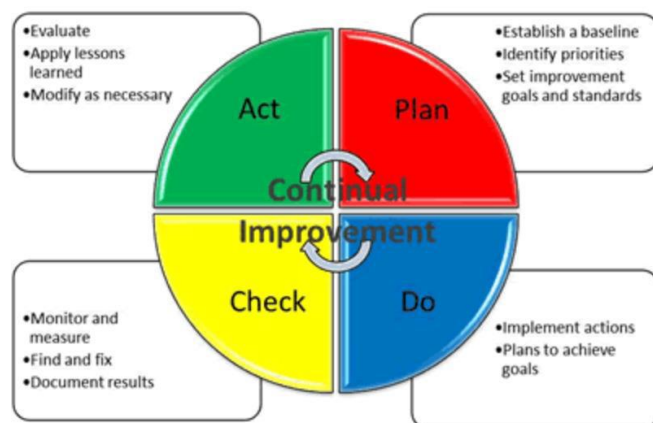 •Evaluate
•Apply lessons
learned
•Modify as necessary
Act
Plan
•Establish a baseline
•Identify priorities
•Set improvement
goals and standards
Continual
Improvement
•Monitor and
measure
•Find and fix
•Document results
Check
Do
•Implement actions
•Plans to achieve
goals